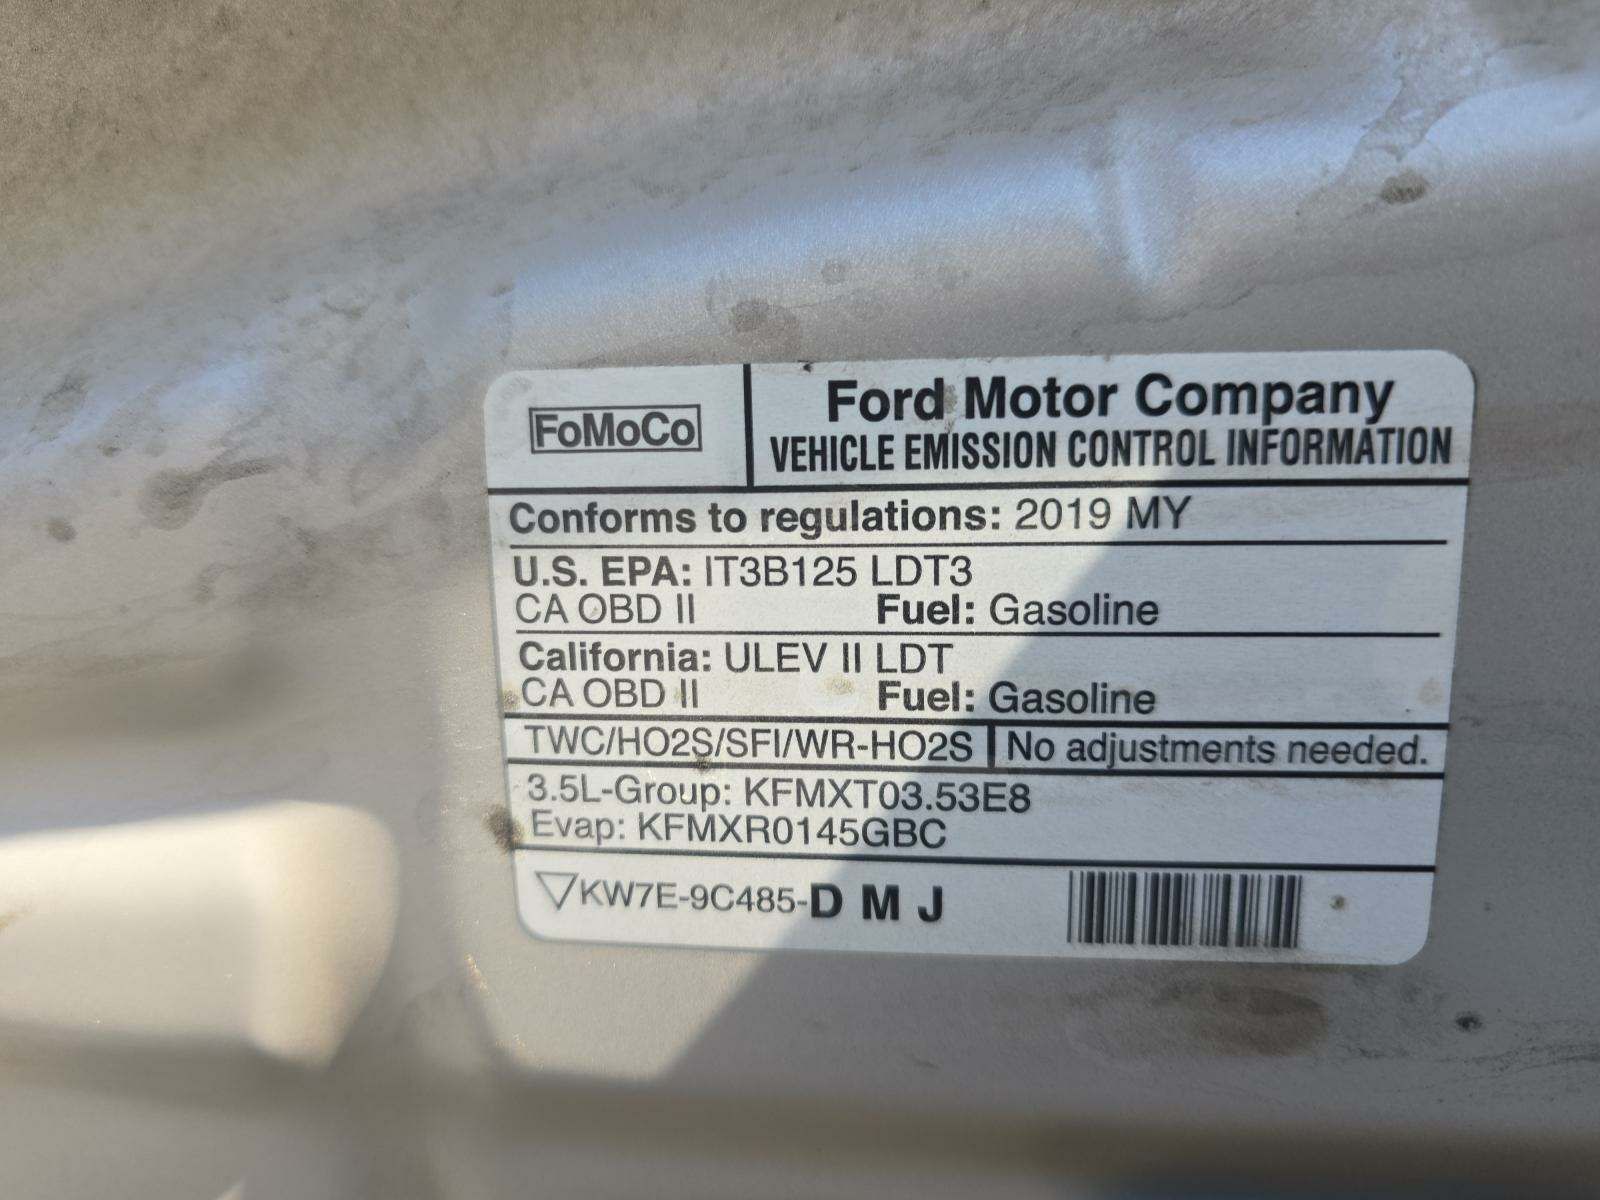 FoMoCo
Ford Motor Company
VEHICLE EMISSION CONTROL INFORMATION
Conforms to regulations: 2019 MY
U.S. EPA: IT3B125 LDT3
CA OBD II Fuel: Gasoline
California: ULEV II LDT
CA OBD II Fuel: Gasoline
TWC/HO2S/SFI/WR-HO2S No adjustments needed.
3.5L-Group: KFMXT03.53E8
Evap: KFMXR0145GBC
KW7E-9C485-D M J